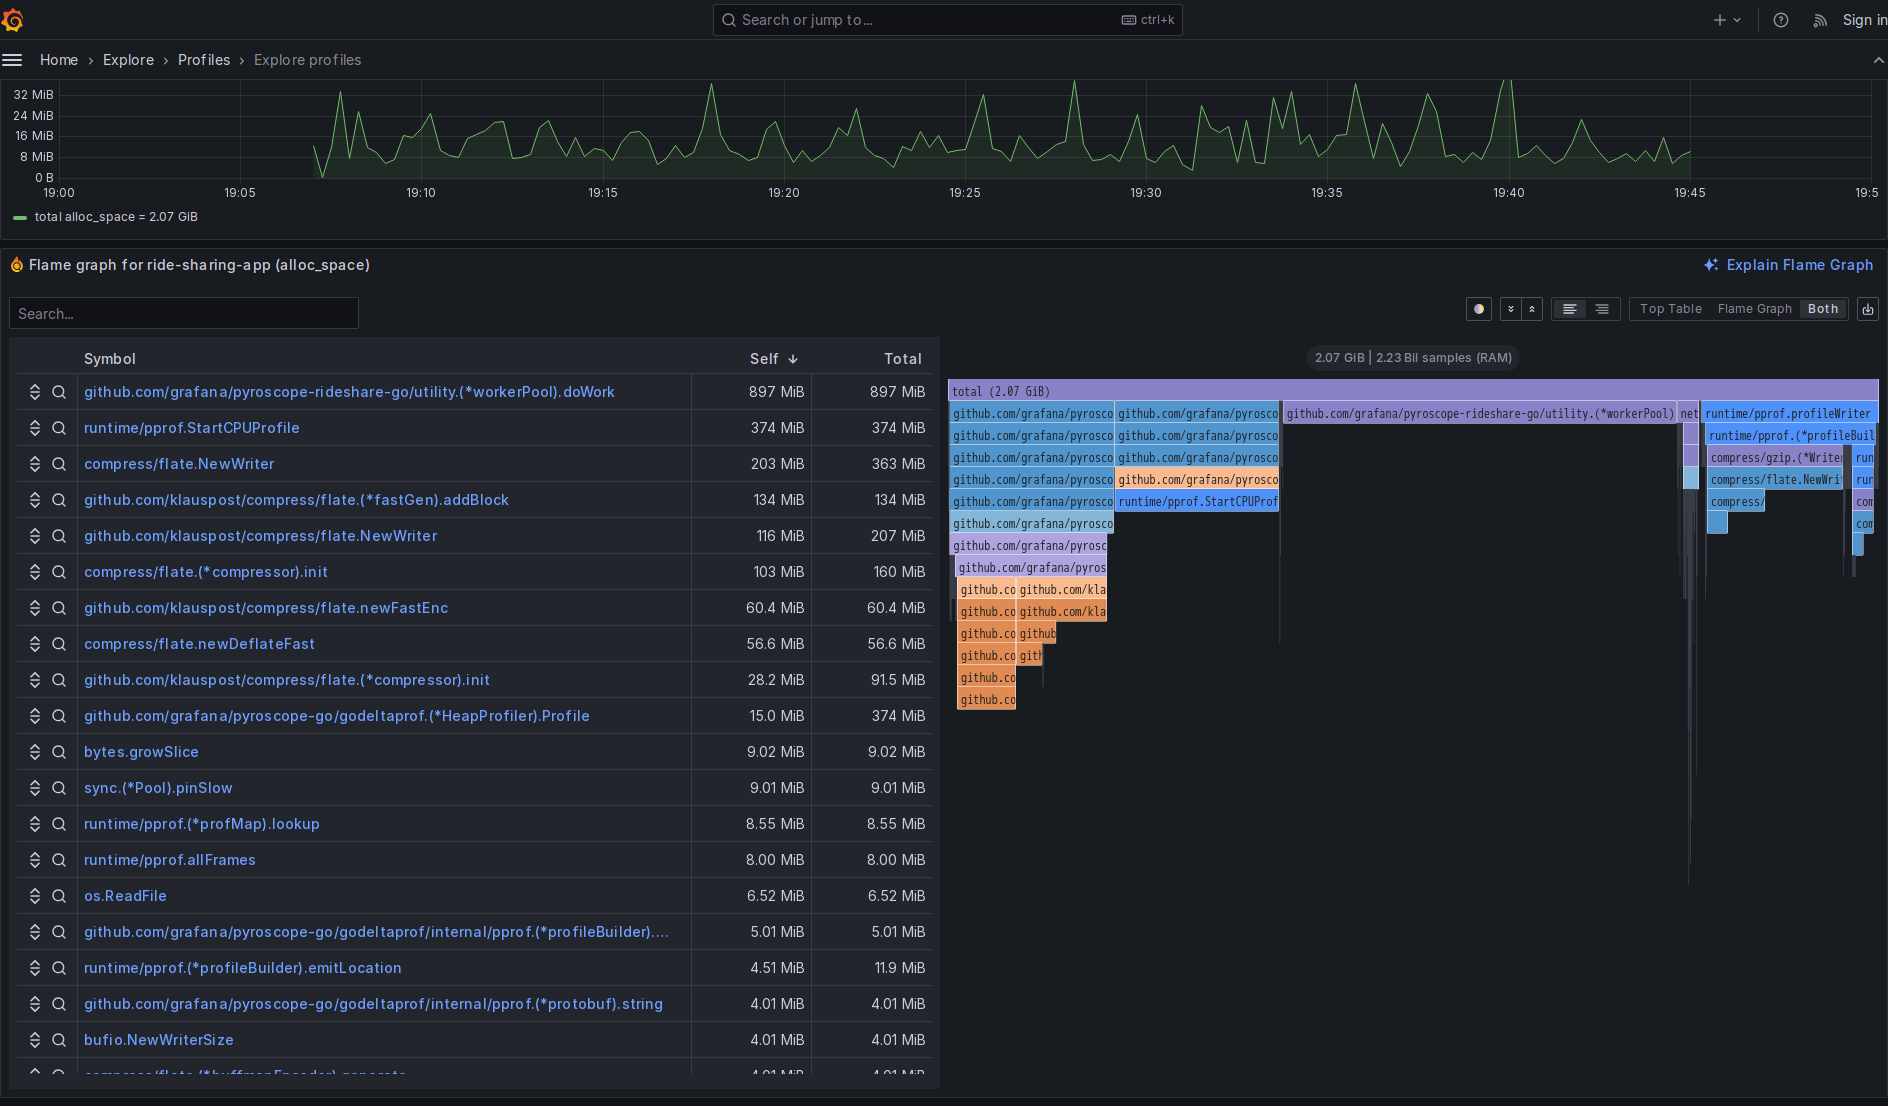 Search or jump to... ctrl+k Sign in
Home › Explore › Profiles › Explore profiles
32 MiB
24 MiB
16 MiB
8 MiB
0 B
19:00 19:05 19:10 19:15 19:20 19:25 19:30 19:35 19:40 19:45 19:5
total alloc_space = 2.07 GiB
Flame graph for ride-sharing-app (alloc_space) Explain Flame Graph
Search... Top Table Flame Graph Both
Symbol Self Total
github.com/grafana/pyroscope-rideshare-go/utility.(*workerPool).doWork 897 MiB 897 MiB
runtime/pprof.StartCPUProfile 374 MiB 374 MiB
compress/flate.NewWriter 203 MiB 363 MiB
github.com/klauspost/compress/flate.(*fastGen).addBlock 134 MiB 134 MiB
github.com/klauspost/compress/flate.NewWriter 116 MiB 207 MiB
compress/flate.(*compressor).init 103 MiB 160 MiB
github.com/klauspost/compress/flate.newFastEnc 60.4 MiB 60.4 MiB
compress/flate.newDeflateFast 56.6 MiB 56.6 MiB
github.com/klauspost/compress/flate.(*compressor).init 28.2 MiB 91.5 MiB
github.com/grafana/pyroscope-go/godeltaprof.(*HeapProfiler).Profile 15.0 MiB 374 MiB
bytes.growSlice 9.02 MiB 9.02 MiB
sync.(*Pool).pinSlow 9.01 MiB 9.01 MiB
runtime/pprof.(*profMap).lookup 8.55 MiB 8.55 MiB
runtime/pprof.allFrames 8.00 MiB 8.00 MiB
os.ReadFile 6.52 MiB 6.52 MiB
github.com/grafana/pyroscope-go/godeltaprof/internal/pprof.(*profileBuilder).... 5.01 MiB 5.01 MiB
runtime/pprof.(*profileBuilder).emitLocation 4.51 MiB 11.9 MiB
github.com/grafana/pyroscope-go/godeltaprof/internal/pprof.(*protobuf).string 4.01 MiB 4.01 MiB
bufio.NewWriterSize 4.01 MiB 4.01 MiB
compress/flate.(*huffmanEncoder).generate 4.01 MiB 4.01 MiB
2.07 GiB | 2.23 Bil samples (RAM)
total (2.07 GiB)
github.com/grafana/pyrosco github.com/grafana/pyrosco github.com/grafana/pyroscope-rideshare-go/utility.(*workerPool) net runtime/pprof.profileWriter
github.com/grafana/pyrosco github.com/grafana/pyrosco runtime/pprof.(*profileBuil
github.com/grafana/pyrosco github.com/grafana/pyrosco compress/gzip.(*Writer run
github.com/grafana/pyrosco github.com/grafana/pyrosco compress/flate.NewWri run
github.com/grafana/pyrosco runtime/pprof.StartCPUProf compress/ com
github.com/grafana/pyrosco com
github.com/grafana/pyrosc
github.com/grafana/pyros
github.co github.com/kla
github.co github.com/kla
github.co github
github.co gith
github.co
github.co